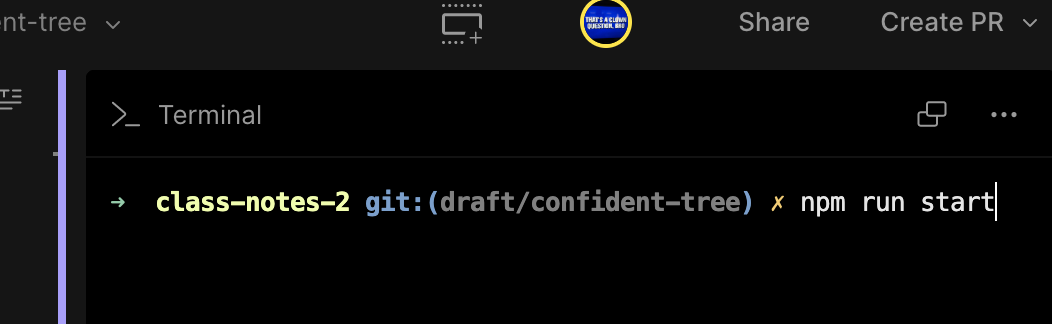 nt-tree
THAT'S A CLOWN
QUESTION, BRO
Share
Create PR
Terminal
➜ class-notes-2 git:(draft/confident-tree) ✗ npm run start